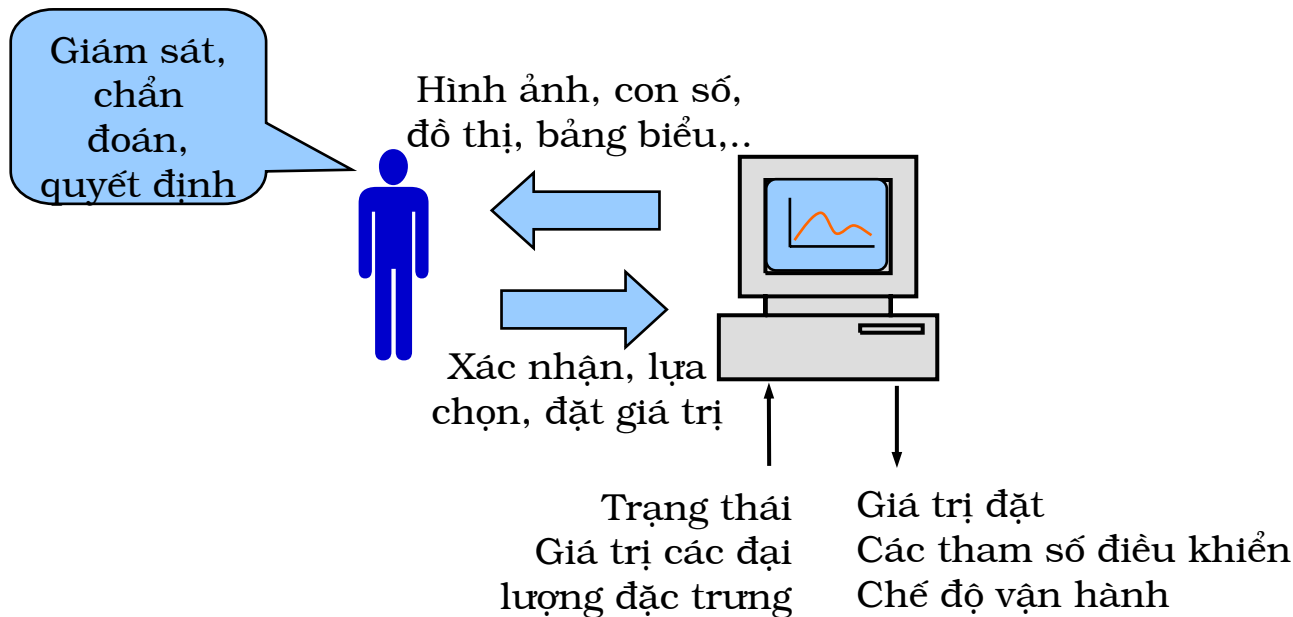 Giám sát,
chẩn
đoán,
quyết định
Hình ảnh, con số,
đồ thị, bảng biểu,..
Xác nhận, lựa
chọn, đặt giá trị
Trạng thái
Giá trị các đại
lượng đặc trưng
Giá trị đặt
Các tham số điều khiển
Chế độ vận hành